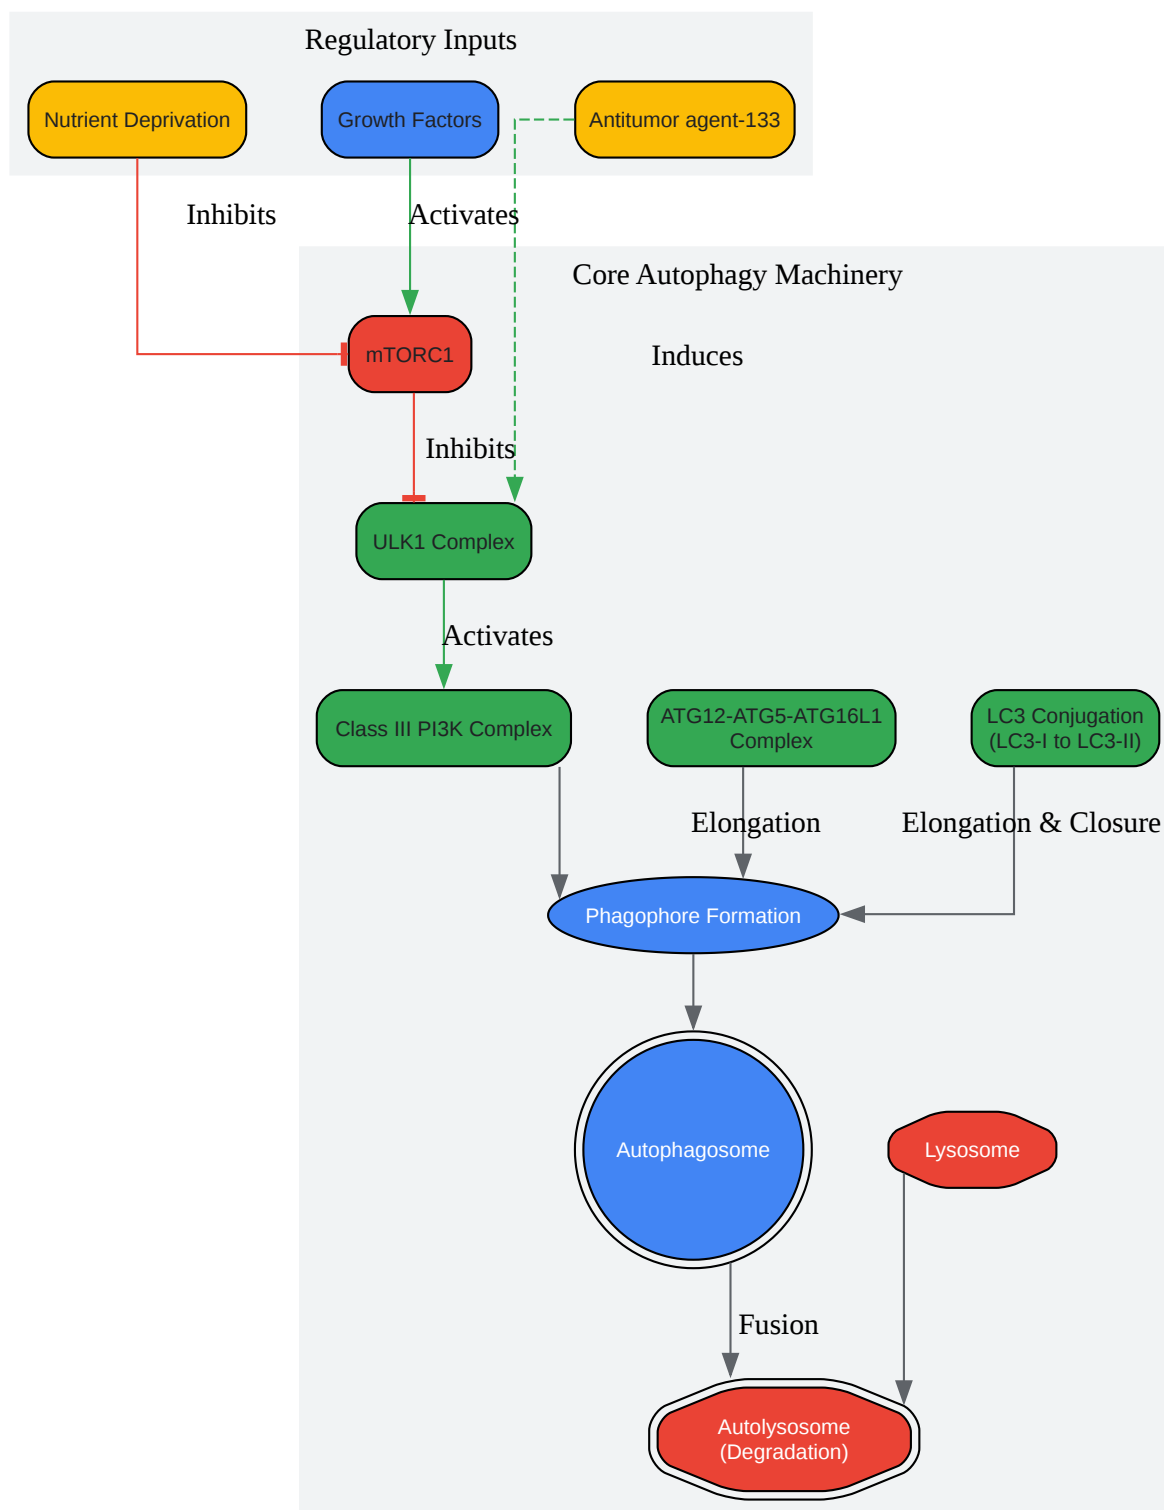 Regulatory Inputs
Nutrient Deprivation
Growth Factors
Antitumor agent-133
Inhibits
Activates
Core Autophagy Machinery
mTORC1
Induces
Inhibits
ULK1 Complex
Activates
Class III PI3K Complex
ATG12-ATG5-ATG16L1
Complex
LC3 Conjugation
(LC3-I to LC3-II)
Elongation
Elongation & Closure
Phagophore Formation
Autophagosome
Lysosome
Fusion
Autolysosome
(Degradation)